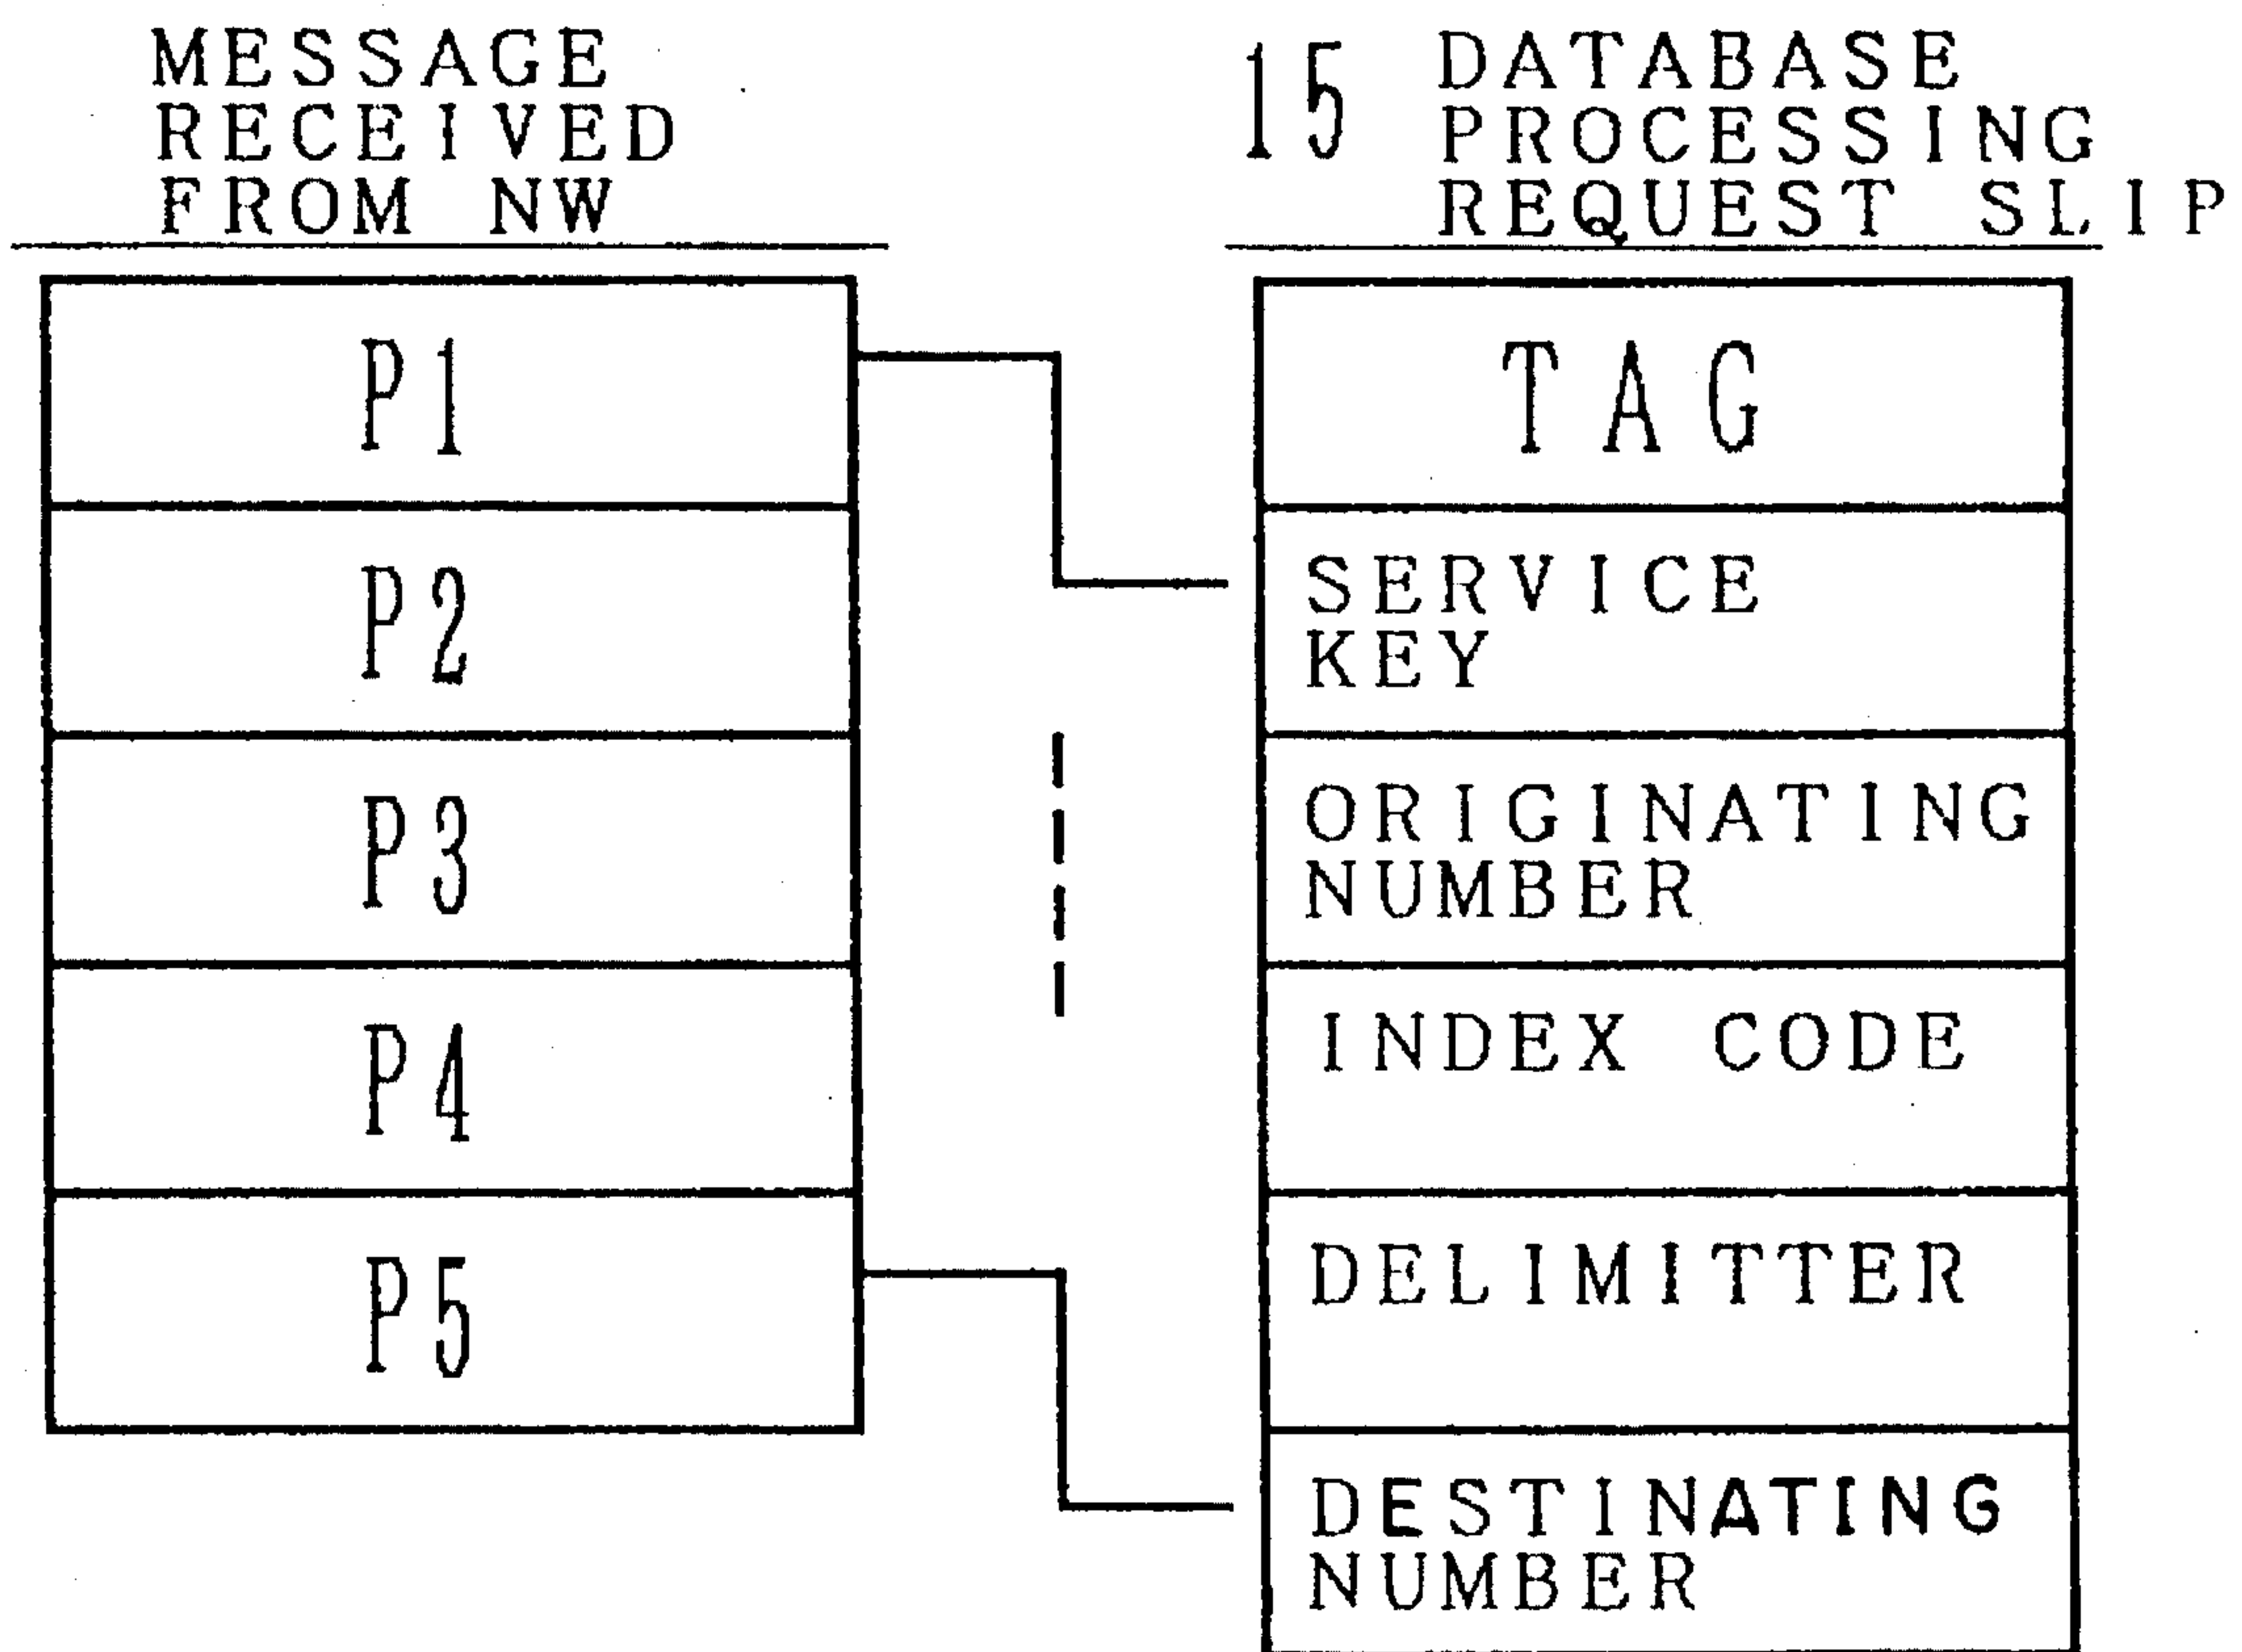 MESSAGE
RECEIVED
FROM NW
P1
P2
P3
P4
P5
15
DATABASE
PROCESSING
REQUEST SLIP
TAG
SERVICE
KEY
ORIGINATING
NUMBER
INDEX CODE
DELIMITTER
DESTINATING
NUMBER